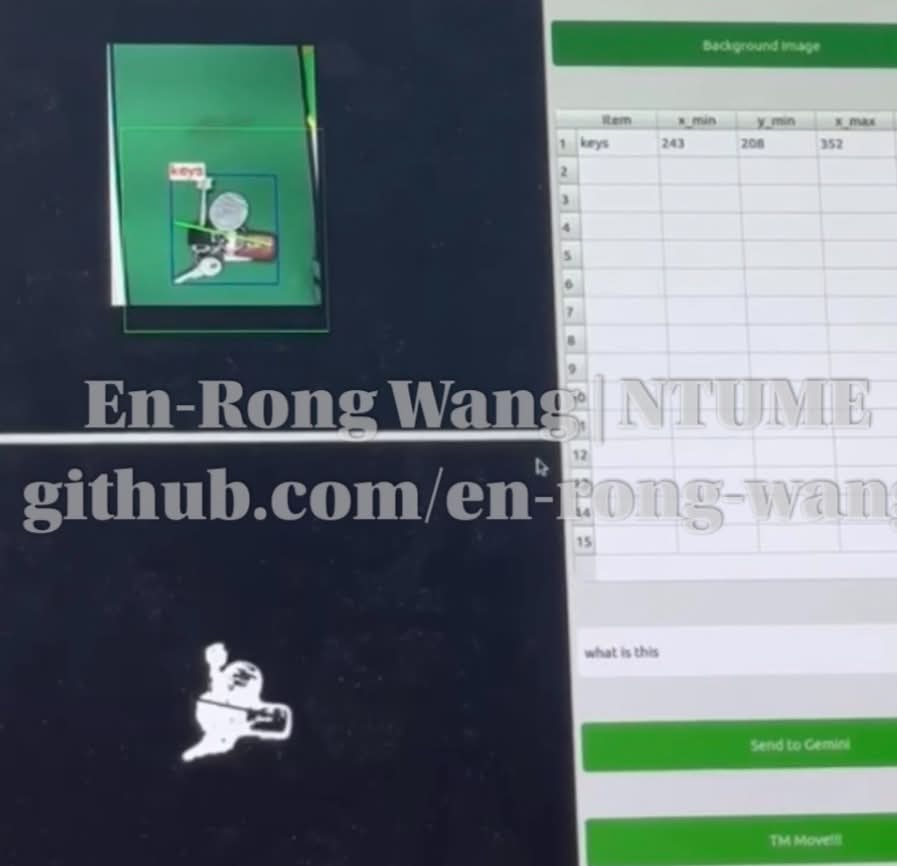 Background Image
Item x_min y_min x_max
1 keys 243 208 352
2
3
4
5
6
7
8
9
12
14
15
keys
En-Rong Wang | NTUME
github.com/en-rong-wang
what is this
Send to Gemini
TM Move!!!